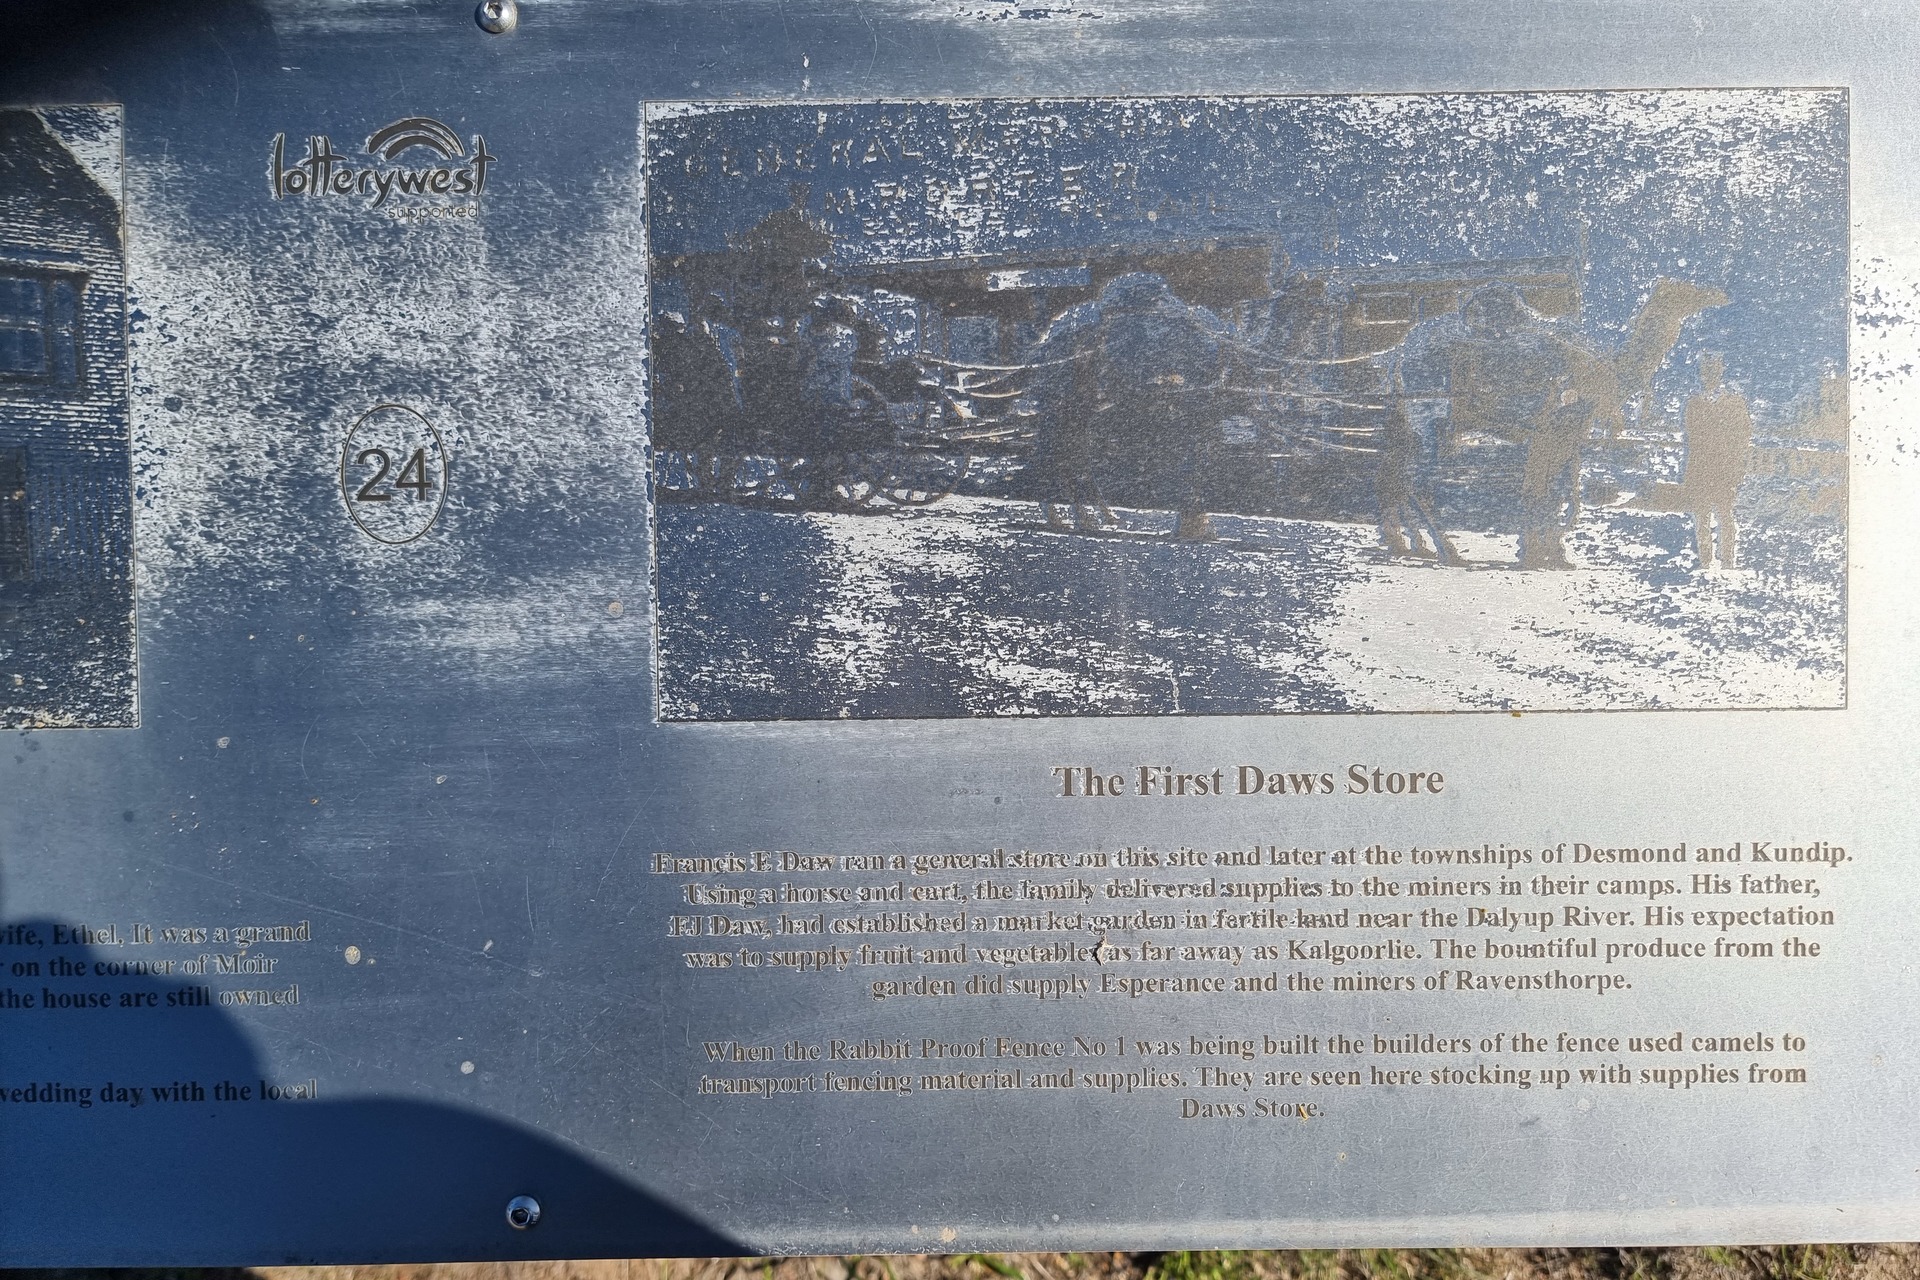 lotterywest
supported
24
GENERAL MERCHANT
IMPORTER
The First Daws Store
Francis E Daw ran a general store on this site and later at the townships of Desmond and Kundip.
Using a horse and cart, the family delivered supplies to the miners in their camps. His father,
FJ Daw, had established a market garden in fertile land near the Dalyup River. His expectation
was to supply fruit and vegetables as far away as Kalgoorlie. The bountiful produce from the
garden did supply Esperance and the miners of Ravensthorpe.
When the Rabbit Proof Fence No 1 was being built the builders of the fence used camels to
transport fencing material and supplies. They are seen here stocking up with supplies from
Daws Store.
wife, Ethel. It was a grand
on the corner of Moir
the house are still owned
wedding day with the local